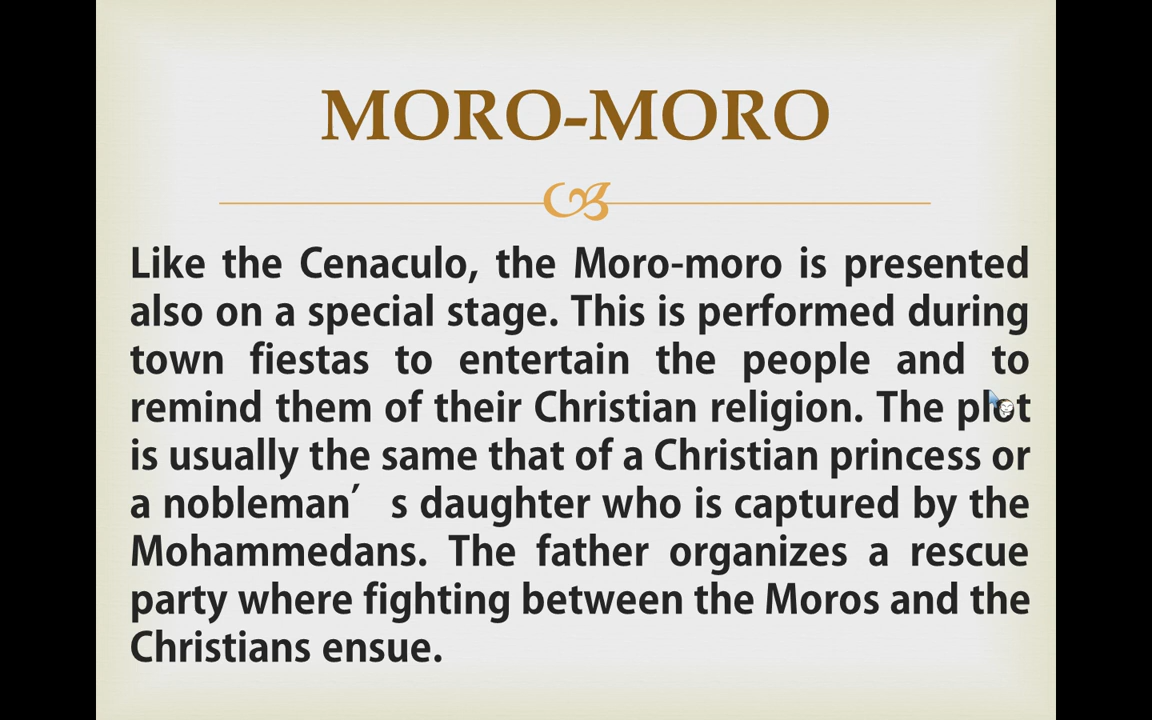 MORO-MORO
Like the Cenaculo, the Moro-moro is presented
also on a special stage. This is performed during
town fiestas to entertain the people and to
remind them of their Christian religion. The plot
is usually the same that of a Christian princess or
a nobleman′ s daughter who is captured by the
Mohammedans. The father organizes a rescue
party where fighting between the Moros and the
Christians ensue.